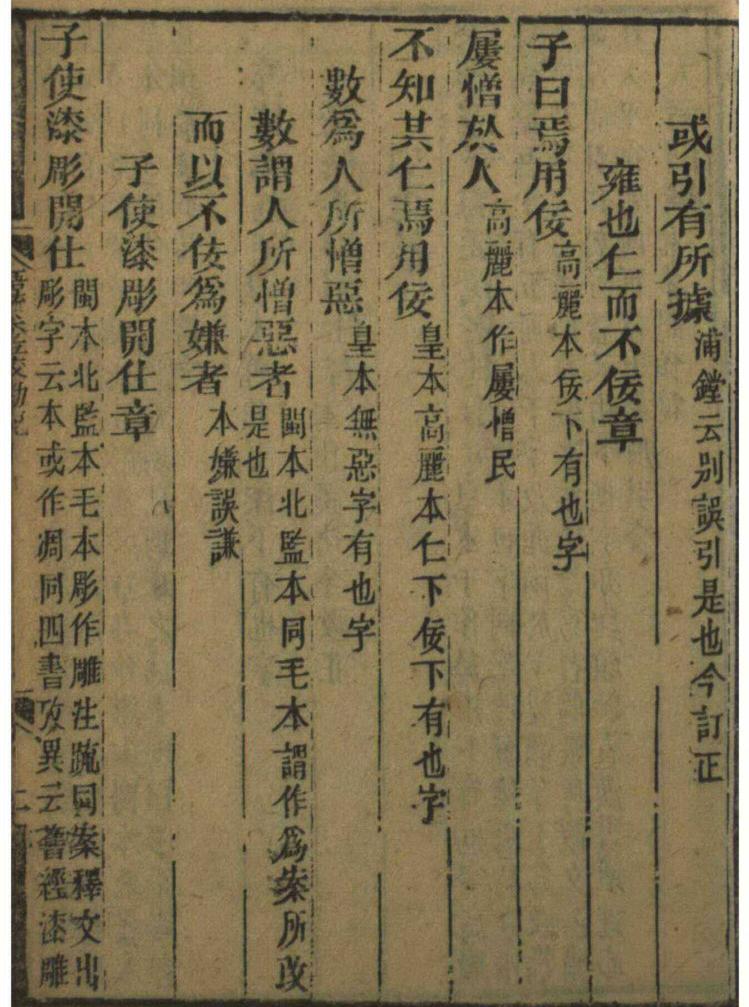 或引有所據浦鏜云别誤引是也今訂正
雍也仁而不佞章
子曰焉用佞高麗本佞下有也字
屢憎於人高麗本作屢憎民
不知其仁焉用佞皇本高麗本仁下佞下有也字
數爲人所憎惡皇本無惡字有也字
數謂人所憎惡者閩本北監本同毛本謂作爲案所改是也
而以不佞爲嫌者本嫌誤謙
子使漆彫開仕章
子使漆彫開仕閩本北監本毛本彫作雕注䟽同案釋文出彫字云本或作凋同四書攷異云舊經漆雕